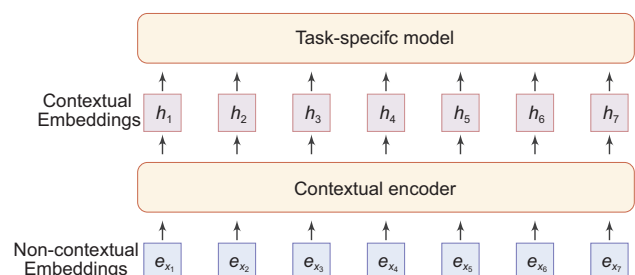 Task-specifc model
Contextual Embeddings
h1 h2 h3 h4 h5 h6 h7
Contextual encoder
Non-contextual Embeddings
ex1 ex2 ex3 ex4 ex5 ex6 ex7